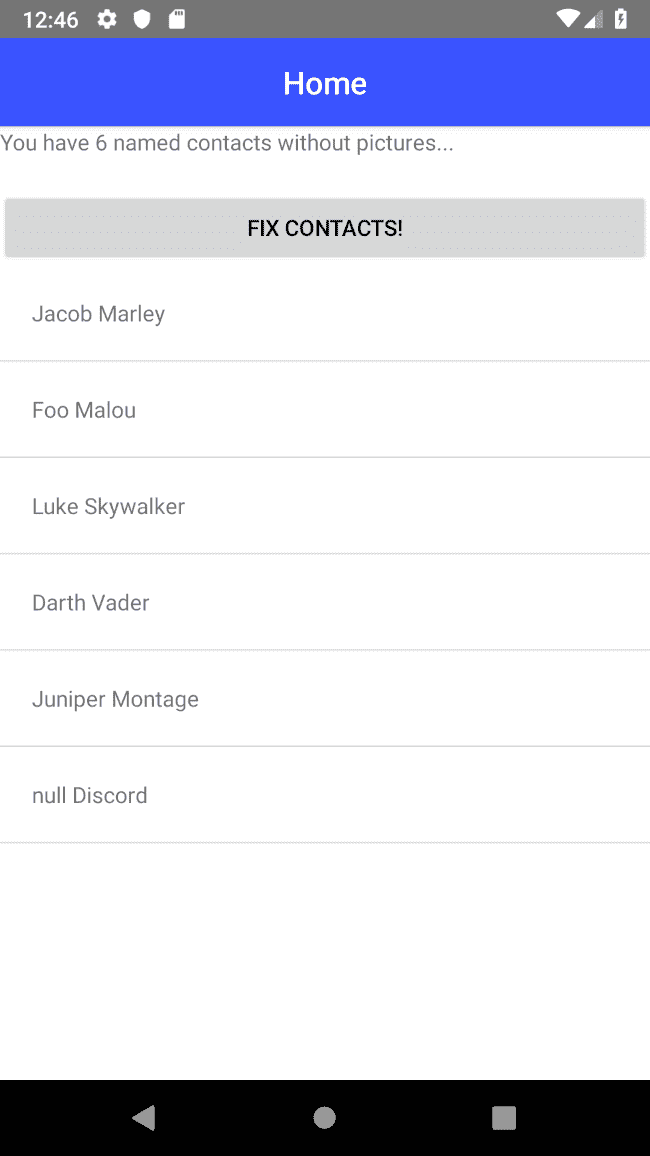 12:46
Home
You have 6 named contacts without pictures...
FIX CONTACTS!
Jacob Marley
Foo Malou
Luke Skywalker
Darth Vader
Juniper Montage
null Discord